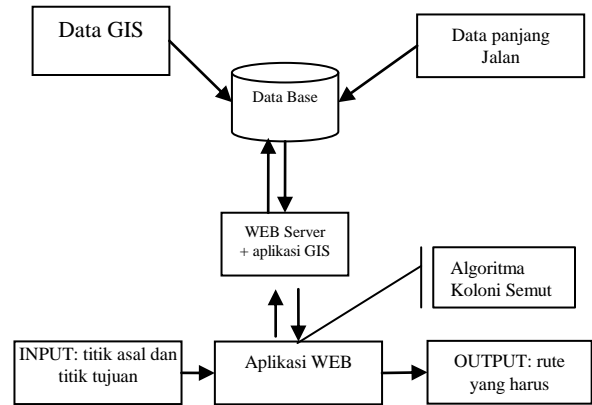 Data GIS
Data panjang
Jalan
Data Base
WEB Server
+ aplikasi GIS
Algoritma
Koloni Semut
INPUT: titik asal dan
titik tujuan
Aplikasi WEB
OUTPUT: rute
yang harus